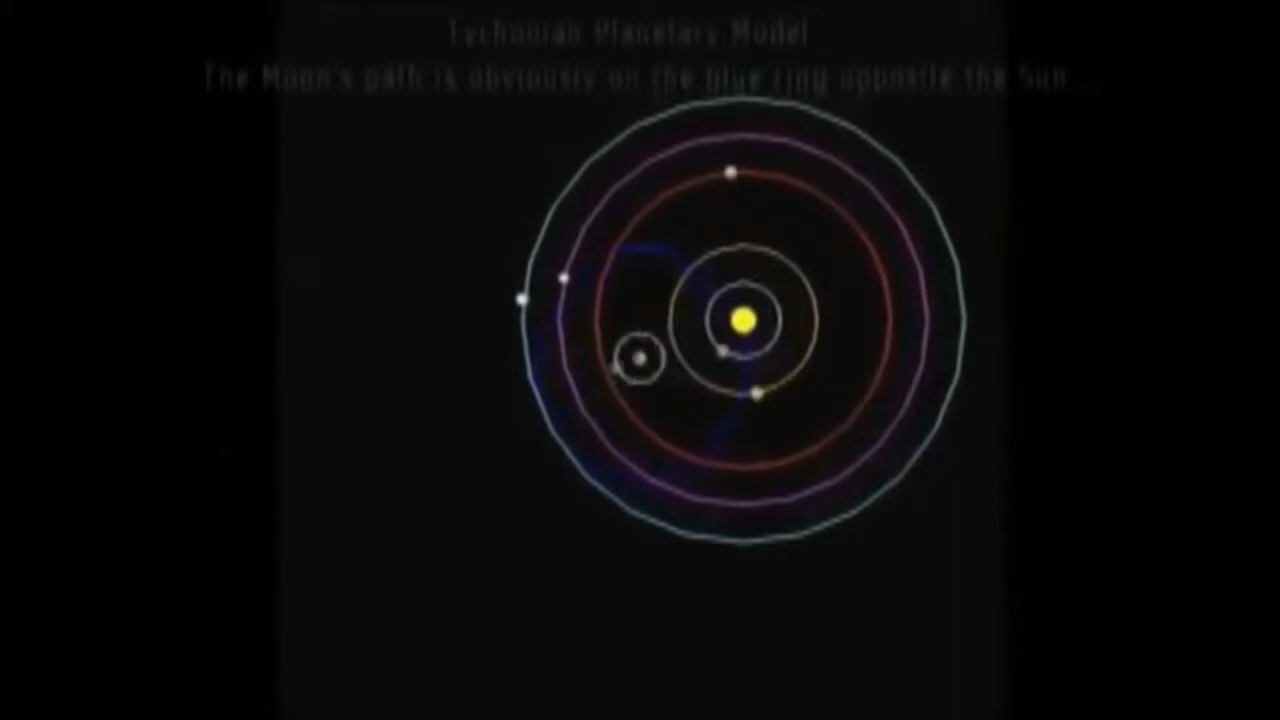 Tychonian Planetary Model
The Moon's path is obviously on the blue ring opposite the Sun...